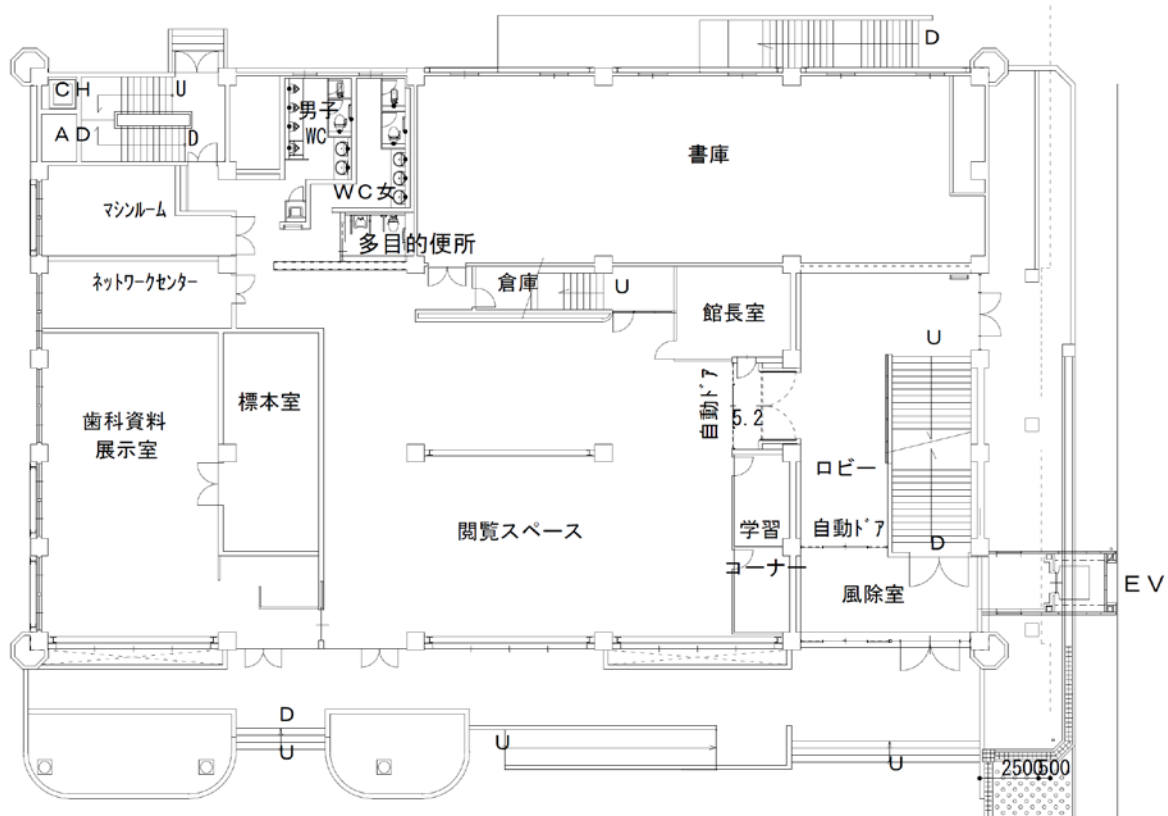 D
CH
U
AD
D
男子
WC
WC女
書庫
マシンルーム
多目的便所
ネットワークセンター
倉庫
U
館長室
U
自動ドア
5.2
標本室
歯科資料
展示室
ロビー
閲覧スペース
学習
コーナー
自動ドア
D
風除室
EV
D
U
U
U
2500
500